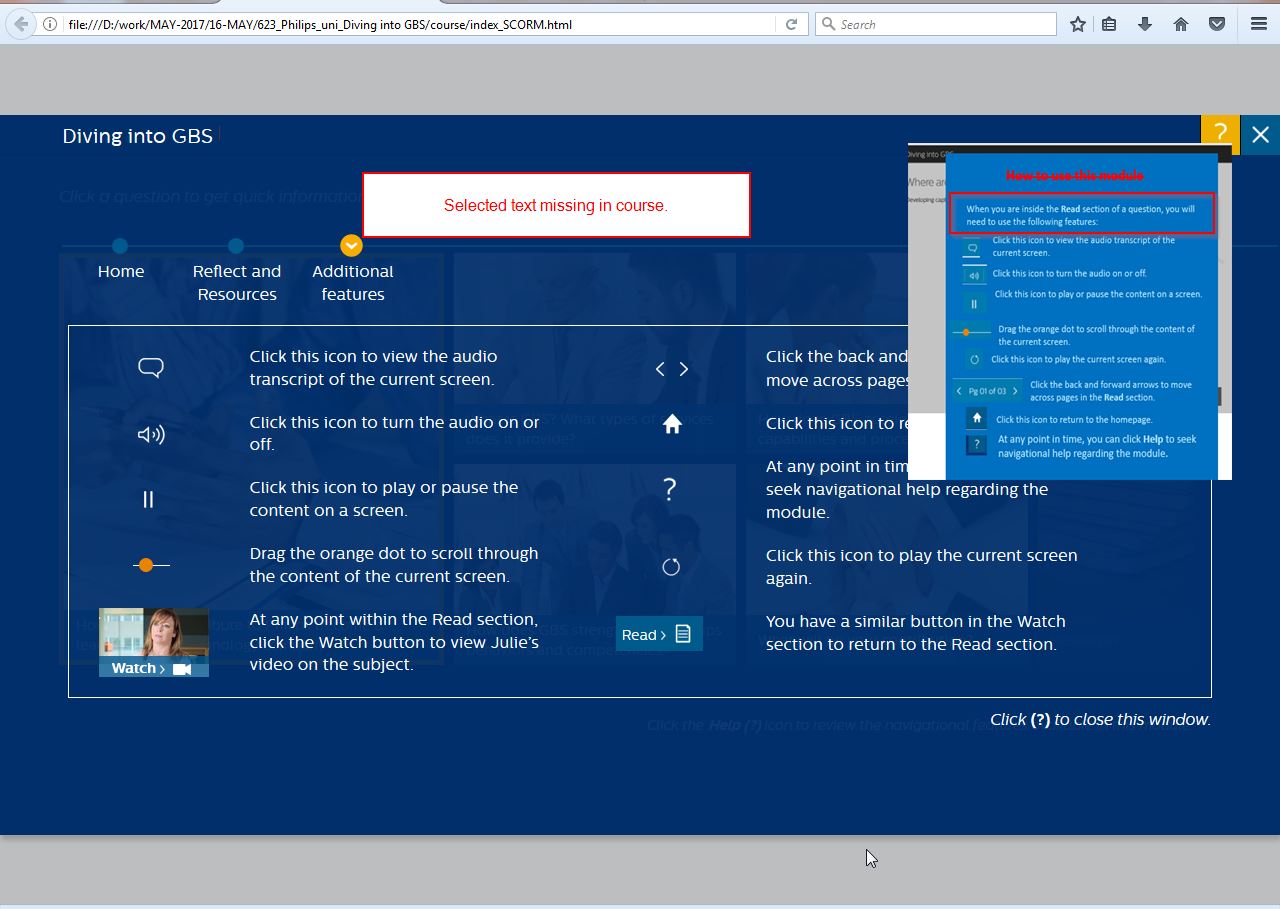 file:///D:/work/MAY-2017/16-MAY/623_Philips_uni_Diving into GBS/course/index_SCORM.html
Search
Diving into GBS
?
Click a question to get quick information
Selected text missing in course.
Home
Reflect and
Resources
Additional
features
Click this icon to view the audio
transcript of the current screen.
Click this icon to turn the audio on or
off.
Click this icon to play or pause the
content on a screen.
Drag the orange dot to scroll through
the content of the current screen.
Watch ›
At any point within the Read section,
click the Watch button to view Julie's
video on the subject.
Click the back and
move across pages
Click this icon to re
?
At any point in tim
seek navigational help regarding the
module.
Click this icon to play the current screen
again.
Read ›
You have a similar button in the Watch
section to return to the Read section.
Click (?) to close this window.
Click the Help (?) icon to review the navigational
What types of
does it provide?
capabilities and
Diving into GBS
Where are
Developing cap
How to use this module
When you are inside the Read section of a question, you will
need to use the following features:
Click this icon to view the audio transcript of the
current screen.
Click this icon to turn the audio on or off.
Click this icon to play or pause the content on a screen.
Drag the orange dot to scroll through the content of
the current screen.
Click this icon to play the current screen again.
Pg 01 of 03
Click the back and forward arrows to move
across pages in the Read section.
Click this icon to return to the homepage.
?
At any point in time, you can click Help to seek
navigational help regarding the module.